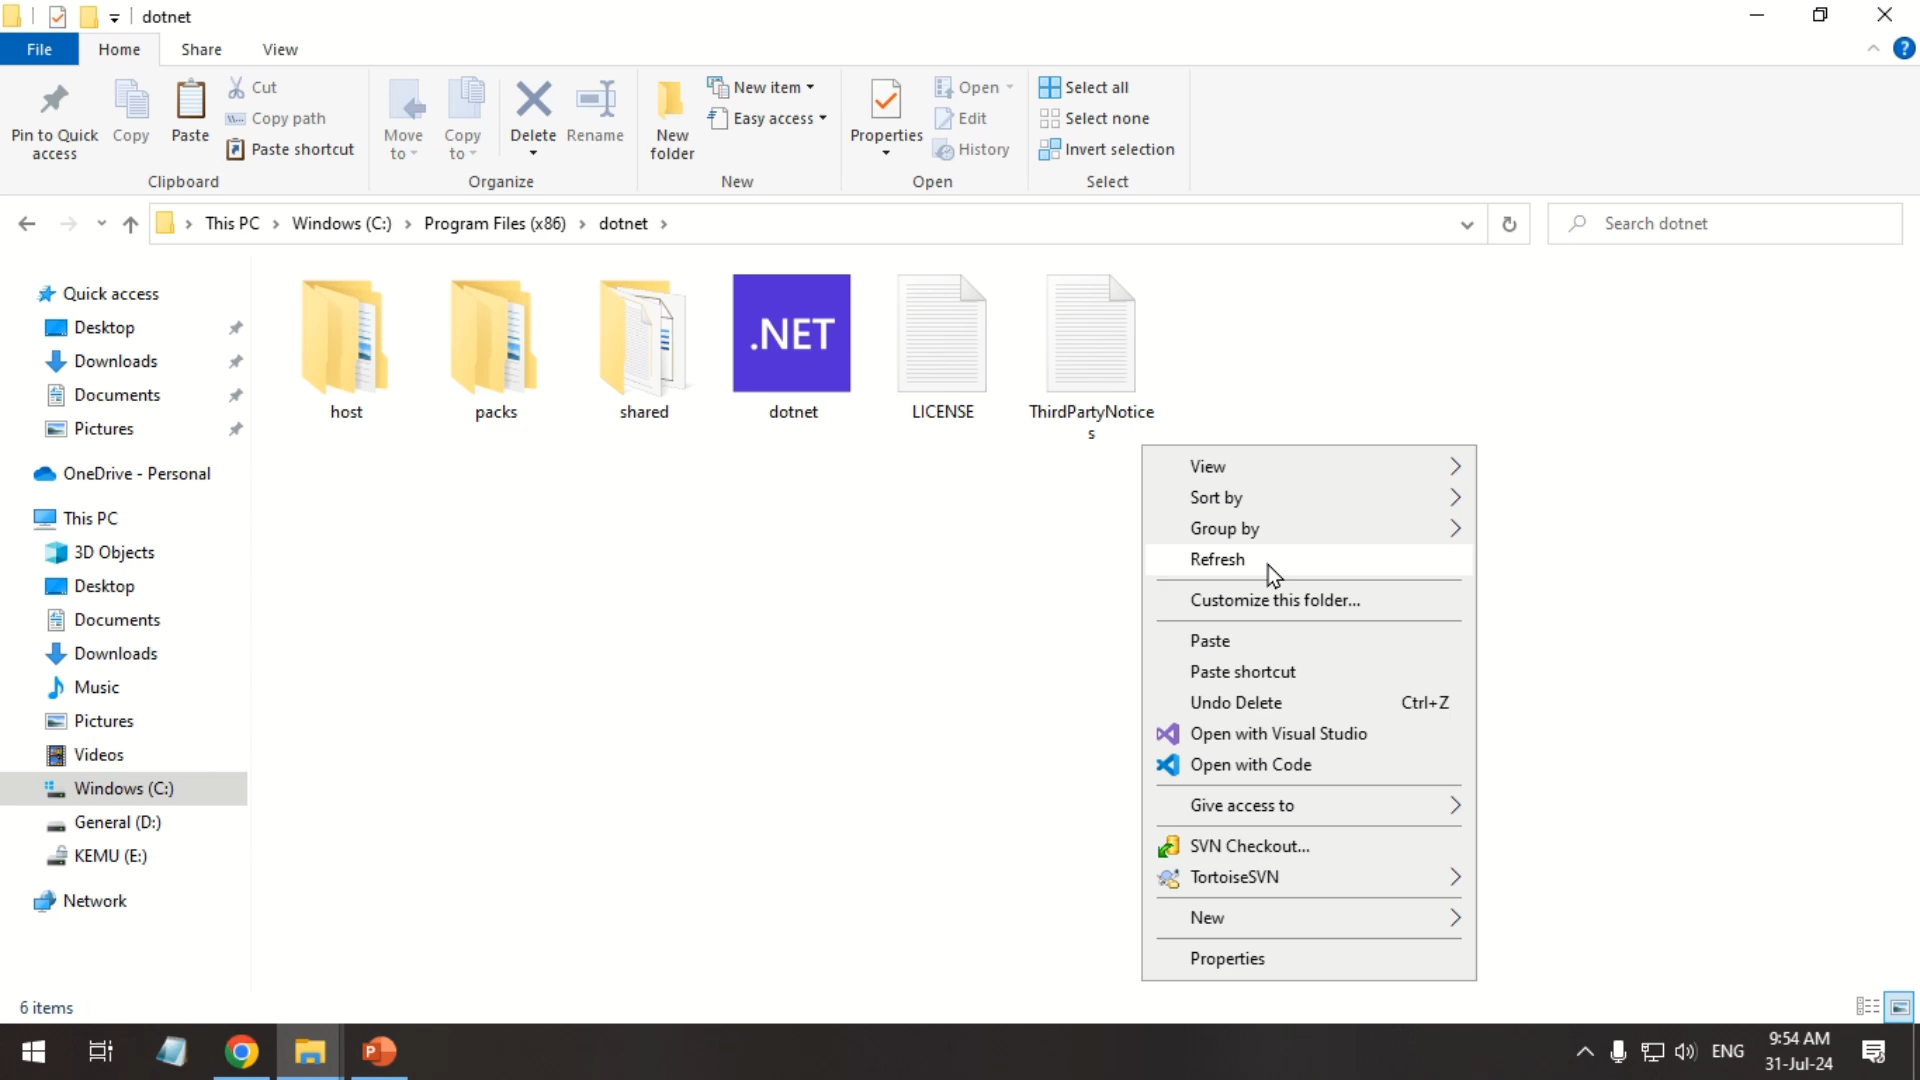 dotnet
File
Home
Share
View
Pin to Quick
access
Copy
Paste
Cut
Copy path
Paste shortcut
Clipboard
Move
to
Copy
to
Delete
Rename
Organize
New
folder
New item
Easy access
New
Properties
Open
Edit
History
Open
Select all
Select none
Invert selection
Select
This PC
Windows (C:)
Program Files (x86)
dotnet
Search dotnet
Quick access
Desktop
Downloads
Documents
Pictures
OneDrive - Personal
This PC
3D Objects
Desktop
Documents
Downloads
Music
Pictures
Videos
Windows (C:)
General (D:)
KEMU (E:)
Network
host
packs
shared
.NET
dotnet
LICENSE
ThirdPartyNotice
s
View
Sort by
Group by
Refresh
Customize this folder...
Paste
Paste shortcut
Undo Delete Ctrl+Z
Open with Visual Studio
Open with Code
Give access to
SVN Checkout...
TortoiseSVN
New
Properties
6 items
ENG
9:54 AM
31-Jul-24